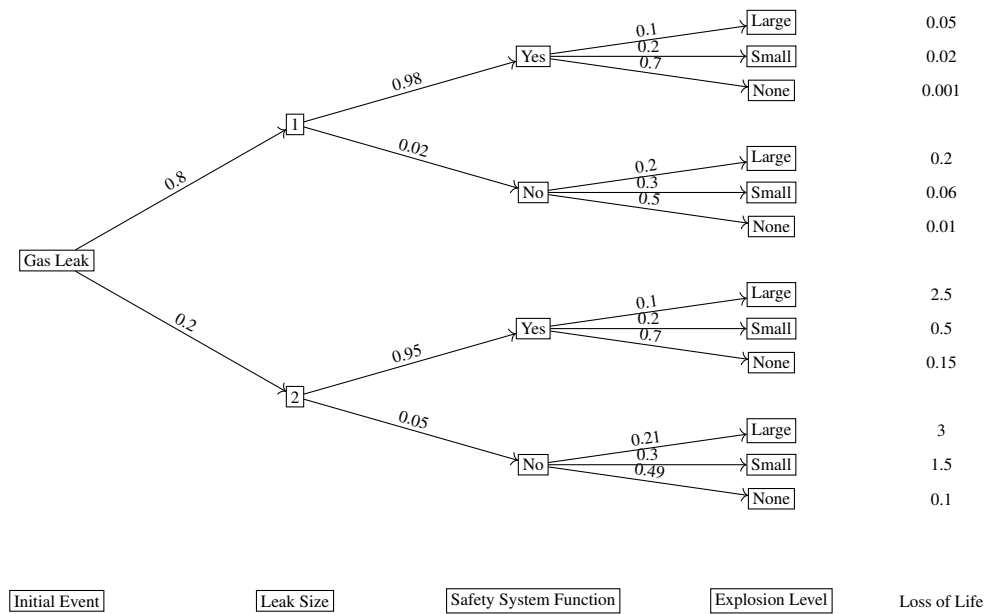 Large 0.05
0.1
Yes 0.2 Small 0.02
0.7
None 0.001
0.98
1
0.02
Large 0.2
0.2
No 0.3 Small 0.06
0.5
None 0.01
0.8
Gas Leak
0.2
Large 2.5
0.1
Yes 0.2 Small 0.5
0.7
None 0.15
0.95
2
0.05
Large 3
0.21
No 0.3 Small 1.5
0.49
None 0.1
Initial Event Leak Size Safety System Function Explosion Level Loss of Life